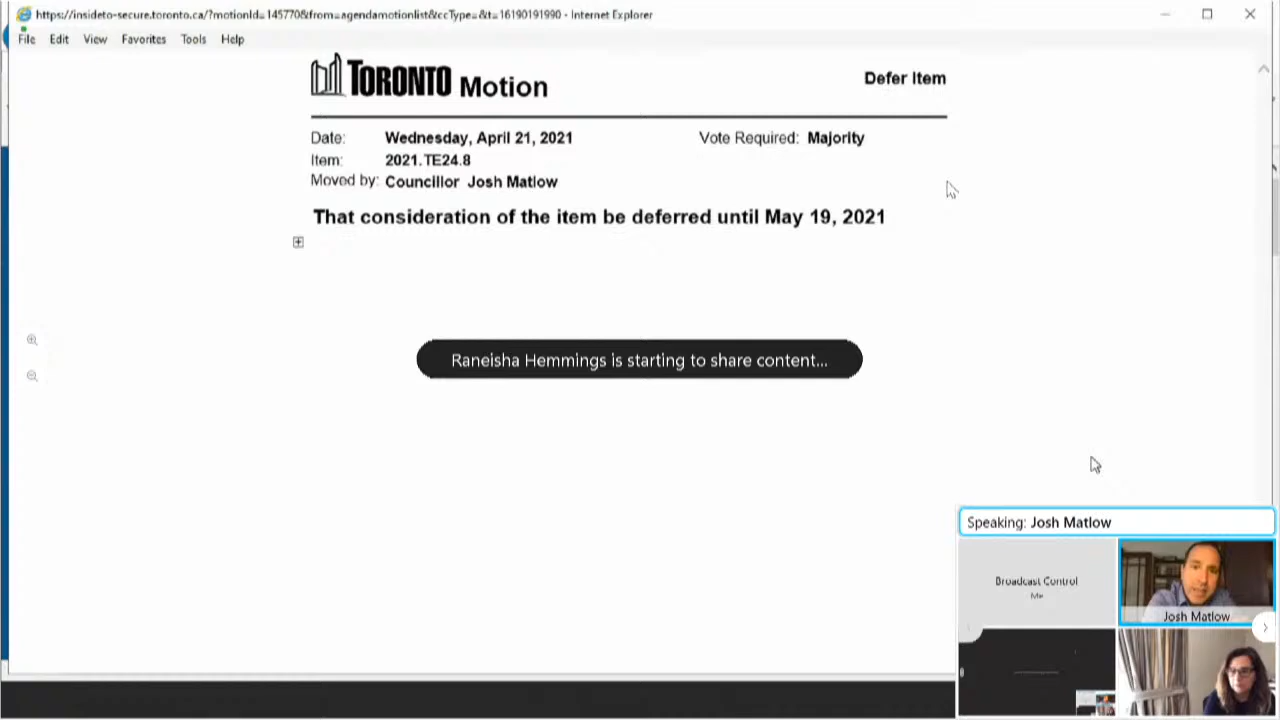 https://insideto-secure.toronto.ca/?motionId=145770&from=agendamotionlist&ccType=&t=16190191990 - Internet Explorer
File Edit View Favorites Tools Help
TORONTO Motion
Defer Item
Date: Wednesday, April 21, 2021
Vote Required: Majority
Item: 2021.TE24.8
Moved by: Councillor Josh Matlow
That consideration of the item be deferred until May 19, 2021
Raneisha Hemmings is starting to share content...
Speaking: Josh Matlow
Broadcast Control
Me
Josh Matlow